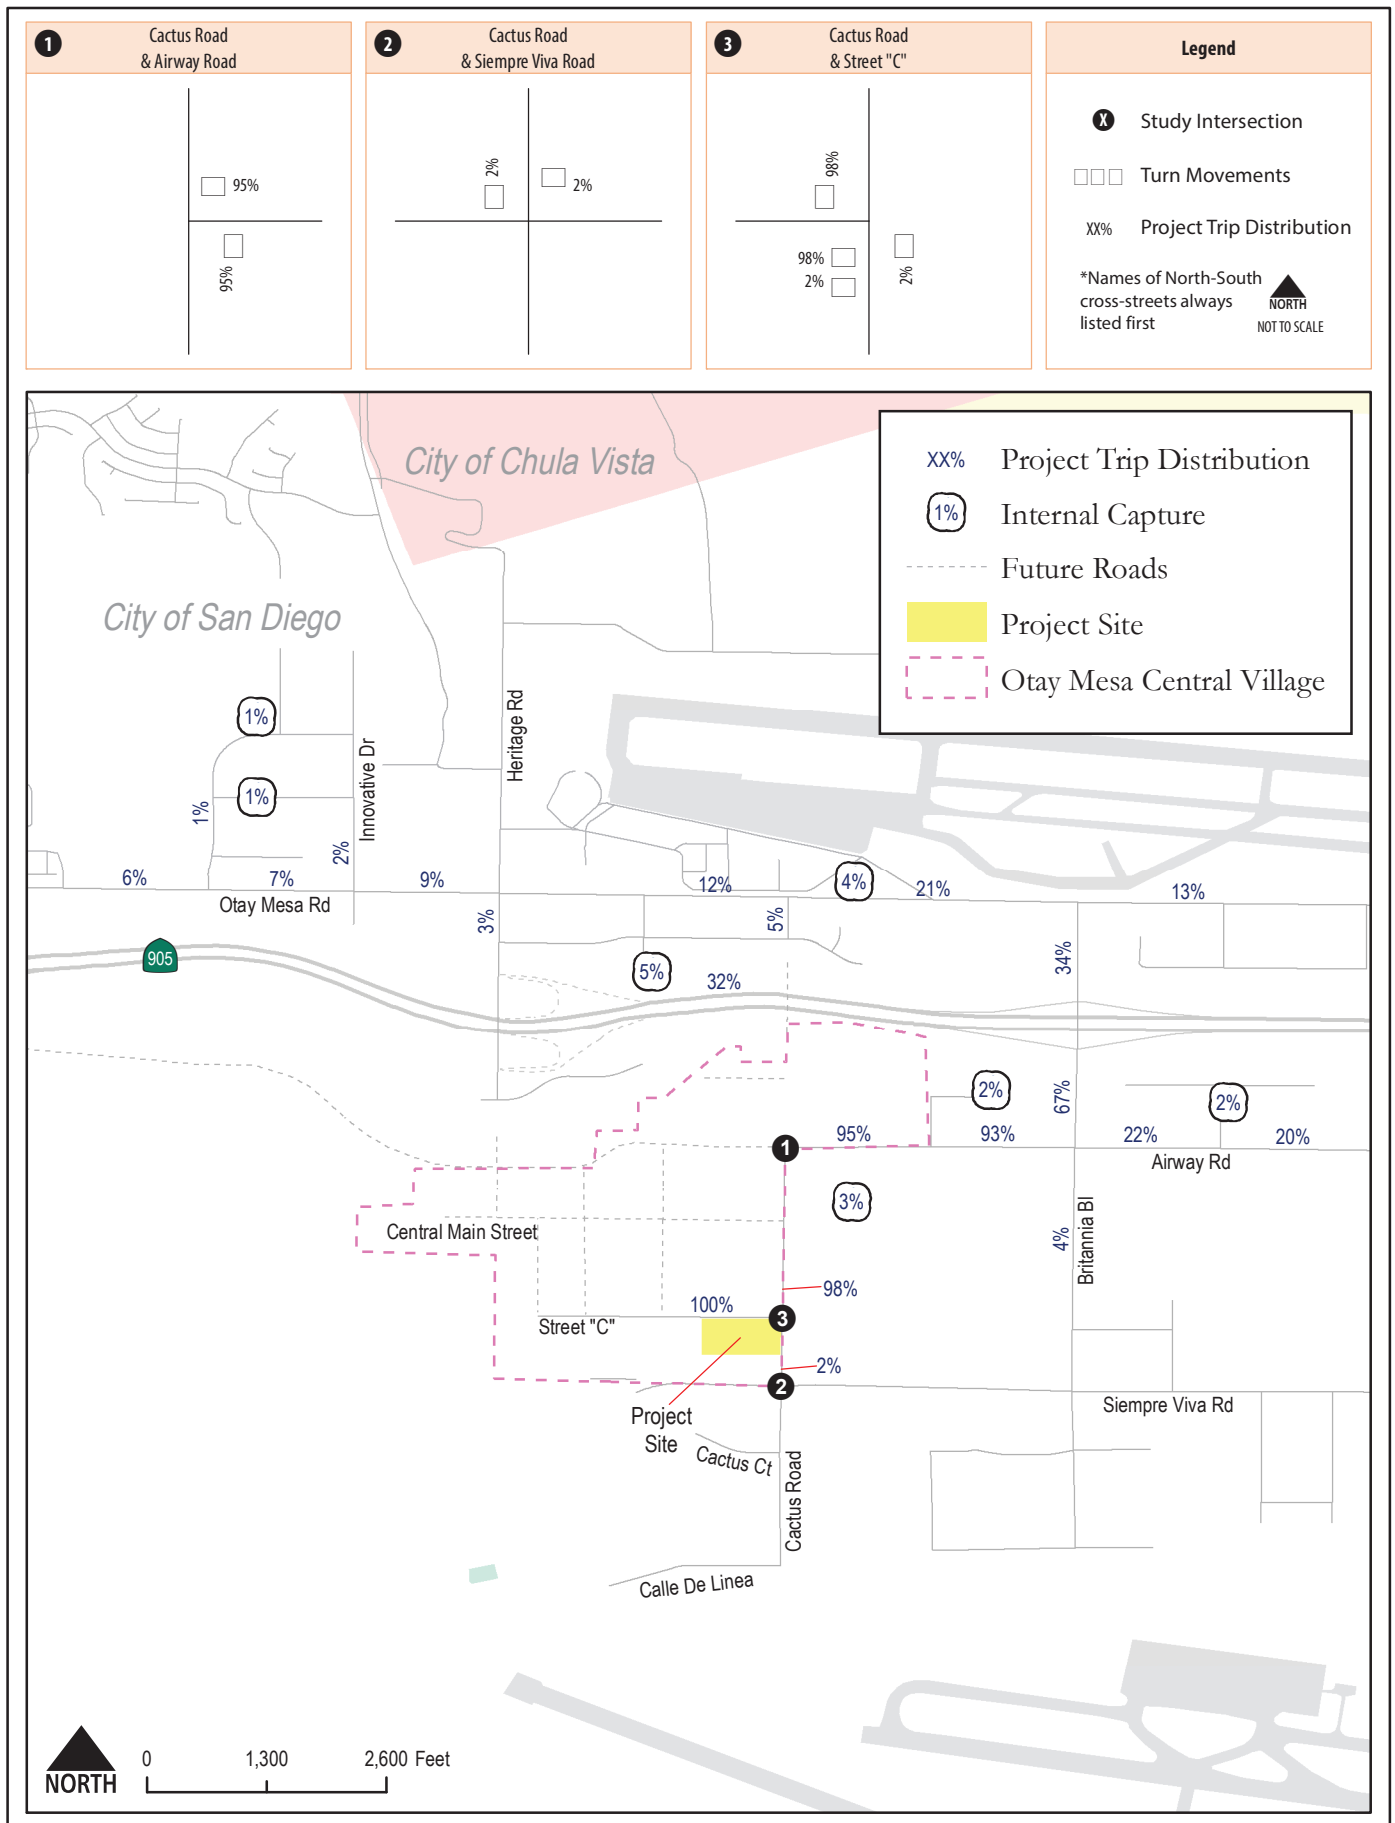 1
Cactus Road
& Airway Road
95%
95%
2
Cactus Road
& Siempre Viva Road
2%
2%
3
Cactus Road
& Street "C"
98%
98%
2%
2%
Legend
X Study Intersection
Turn Movements
XX% Project Trip Distribution
*Names of North-South
cross-streets always
listed first
NORTH
NOT TO SCALE
City of Chula Vista
XX% Project Trip Distribution
1% Internal Capture
Future Roads
Project Site
Otay Mesa Central Village
City of San Diego
1%
Heritage Rd
Innovative Dr
1%
1%
2%
6%
7%
9%
12%
4%
21%
13%
Otay Mesa Rd
3%
5%
34%
905
5%
32%
2%
67%
2%
95%
93%
22%
20%
1
Airway Rd
3%
Central Main Street
4%
Britannia Bl
98%
100%
3
Street "C"
2%
2
Siempre Viva Rd
Project
Site
Cactus Ct
Cactus Road
Calle De Linea
NORTH
0 1,300 2,600 Feet